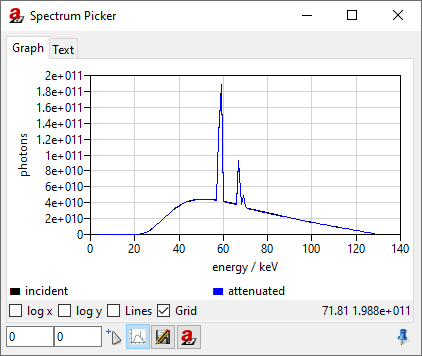 Spectrum Picker
Graph Text
2e+011
1.8e+011
1.6e+011
1.4e+011
1.2e+011
1e+011
8e+010
6e+010
4e+010
2e+010
0
photons
0 20 40 60 80 100 120 140
energy / keV
incident attenuated
log x log y Lines Grid 71.81 1.988e+011
0 0